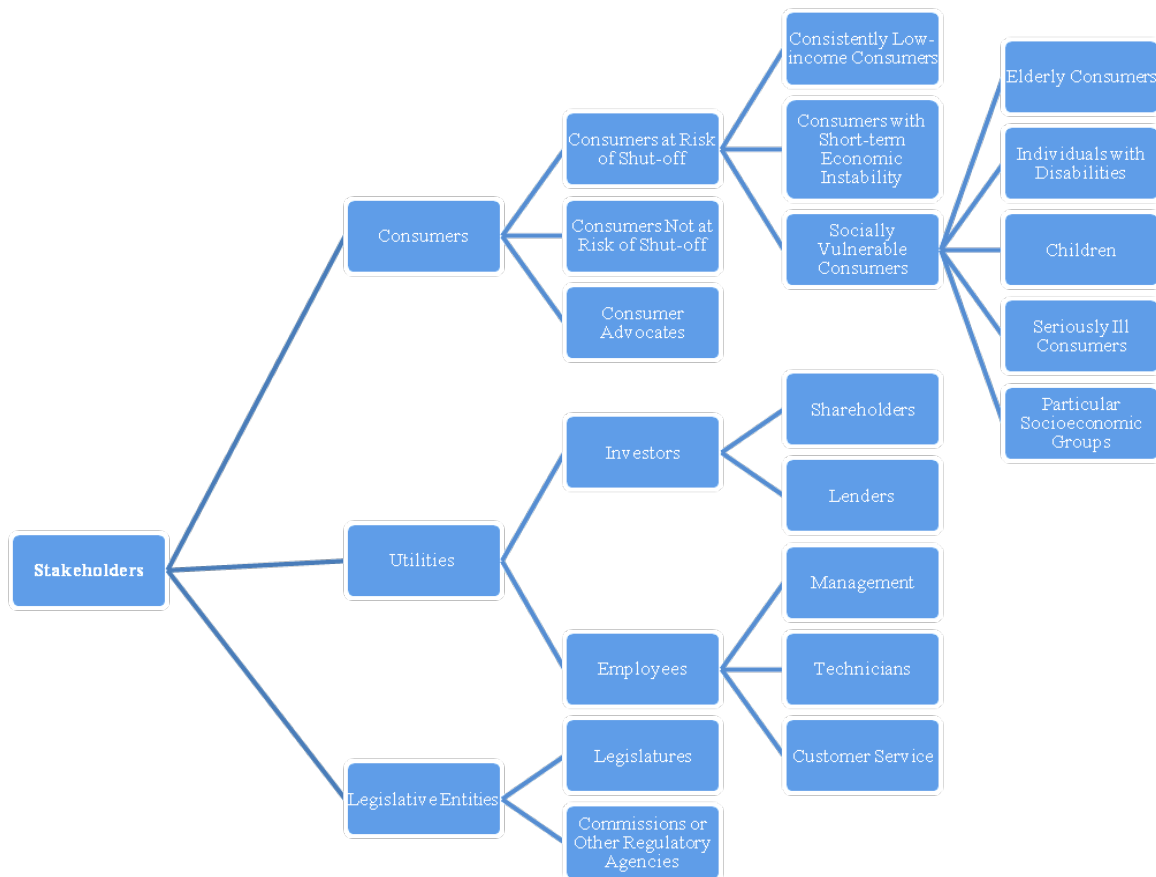 Stakeholders
Consumers
Consumers at Risk
of Shut-off
Consistently Low-
income Consumers
Consumers with
Short-term
Economic
Instability
Socially
Vulnerable
Consumers
Elderly Consumers
Individuals with
Disabilities
Children
Seriously Ill
Consumers
Particular
Socioeconomic
Groups
Consumers Not at
Risk of Shut-off
Consumer
Advocates
Utilities
Investors
Shareholders
Lenders
Employees
Management
Technicians
Customer Service
Legislative Entities
Legislatures
Commissions or
Other Regulatory
Agencies